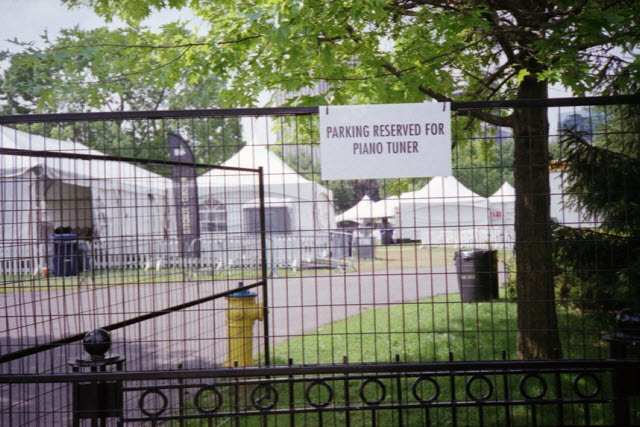 PARKING RESERVED FOR
PIANO TUNER